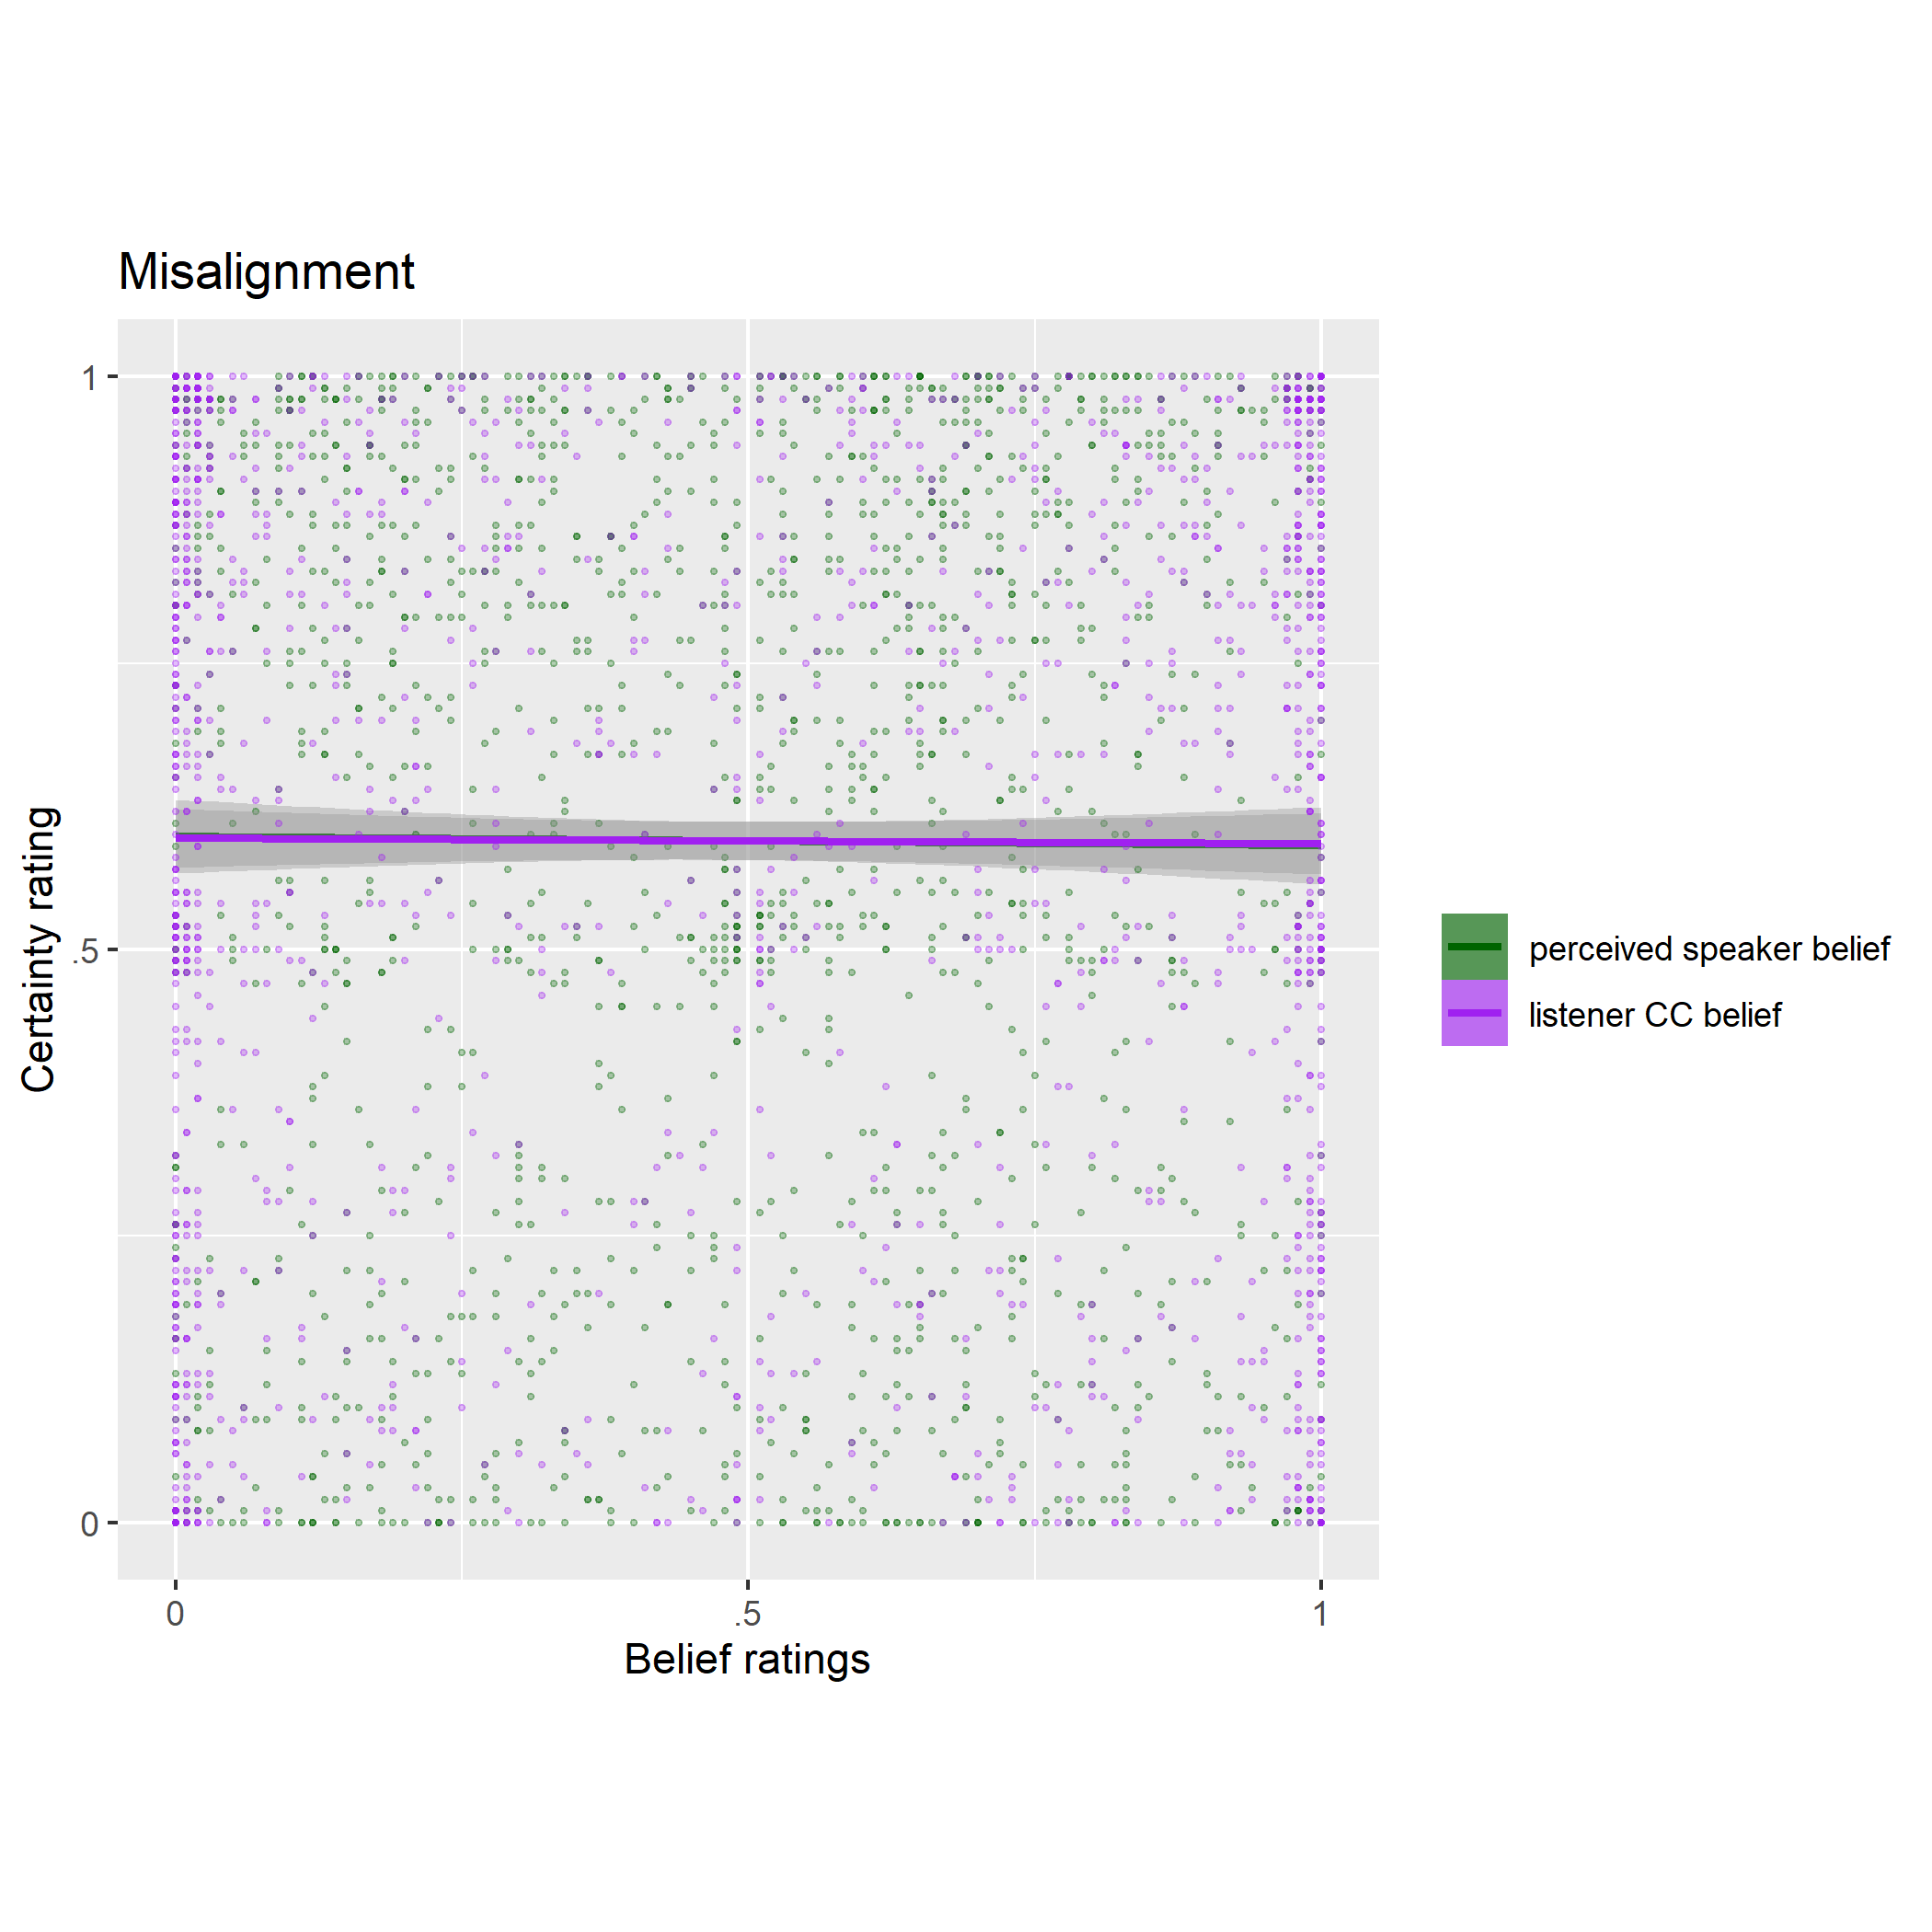 Misalignment
1
.5
0
Certainty rating
0 .5 1
Belief ratings
perceived speaker belief
listener CC belief